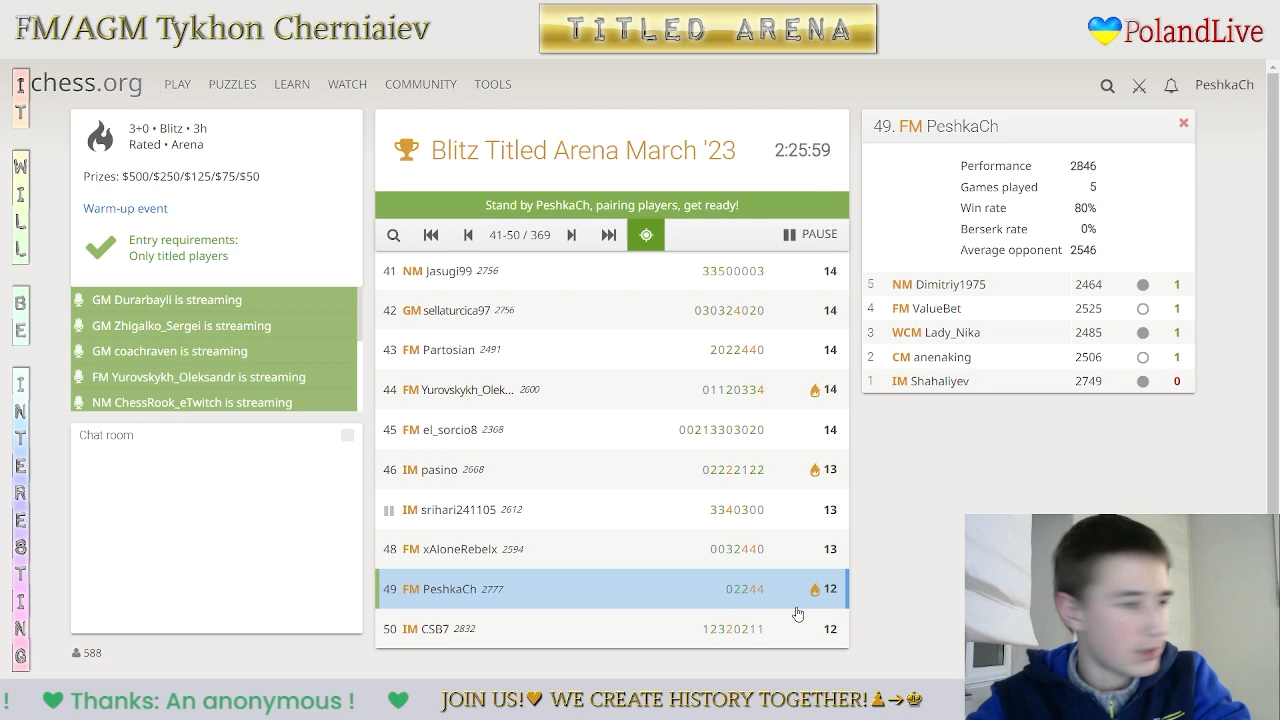 FM/AGM Tykhon Cherniaiev
TITLED ARENA
PolandLive
IT WILL BE INTERE8TING
chess.org
PLAY PUZZLES LEARN WATCH COMMUNITY TOOLS
PeshkaCh
3+0 • Blitz • 3h
Rated • Arena
Prizes: $500/$250/$125/$75/$50
Warm-up event
Entry requirements:
Only titled players
GM Durarbayli is streaming
GM Zhigalko_Sergei is streaming
GM coachraven is streaming
FM Yurovskykh_Oleksandr is streaming
NM ChessRook_eTwitch is streaming
Chat room
588
Blitz Titled Arena March '23 2:25:59
Stand by PeshkaCh, pairing players, get ready!
41-50 / 369 PAUSE
41 NM Jasugi99 2756 33500003 14
42 GM sellaturcica97 2756 030324020 14
43 FM Partosian 2491 2022440 14
44 FM Yurovskykh_Olek... 2600 01120334 14
45 FM el_sorcio8 2368 00213303020 14
46 IM pasino 2668 02222122 13
IM srihari241105 2612 3340300 13
48 FM xAloneRebelx 2594 0032440 13
49 FM PeshkaCh 2777 02244 12
50 IM CSB7 2832 12320211 12
49. FM PeshkaCh
Performance 2846
Games played 5
Win rate 80%
Berserk rate 0%
Average opponent 2546
5 NM Dimitriy1975 2464 1
4 FM ValueBet 2525 1
3 WCM Lady_Nika 2485 1
2 CM anenaking 2506 1
1 IM Shahaliyev 2749 0
! Thanks: An anonymous ! JOIN US! WE CREATE HISTORY TOGETHER!